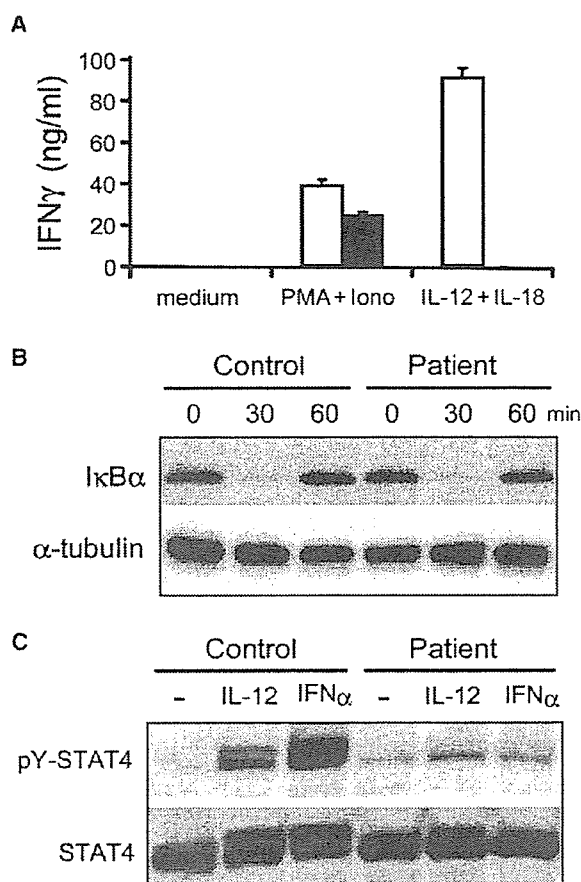 A
IFNγ (ng/ml)
100
80
60
40
20
0
medium PMA+Iono IL-12+IL-18
B
Control Patient
0 30 60 0 30 60 min
IκBα
α-tubulin
C
Control Patient
- IL-12 IFNα - IL-12 IFNα
pY-STAT4
STAT4